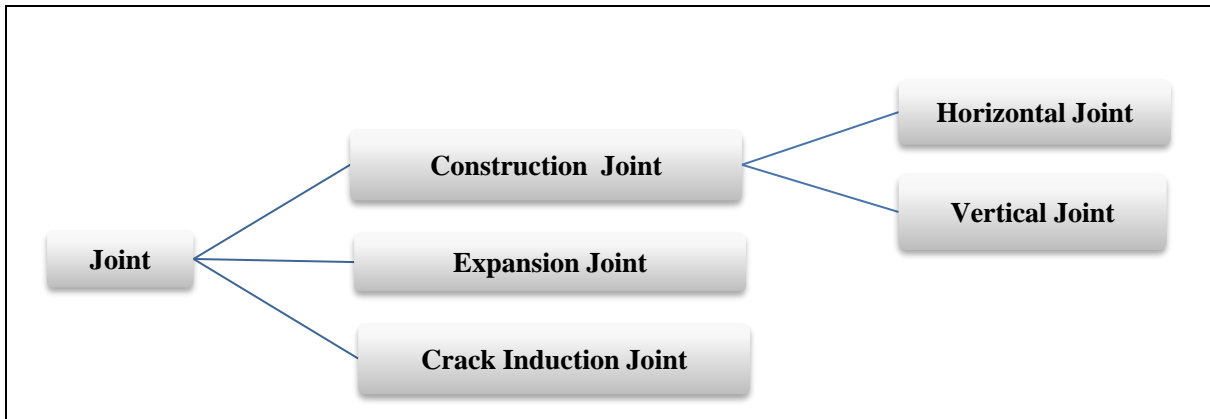 Joint
Construction Joint
Expansion Joint
Crack Induction Joint
Horizontal Joint
Vertical Joint